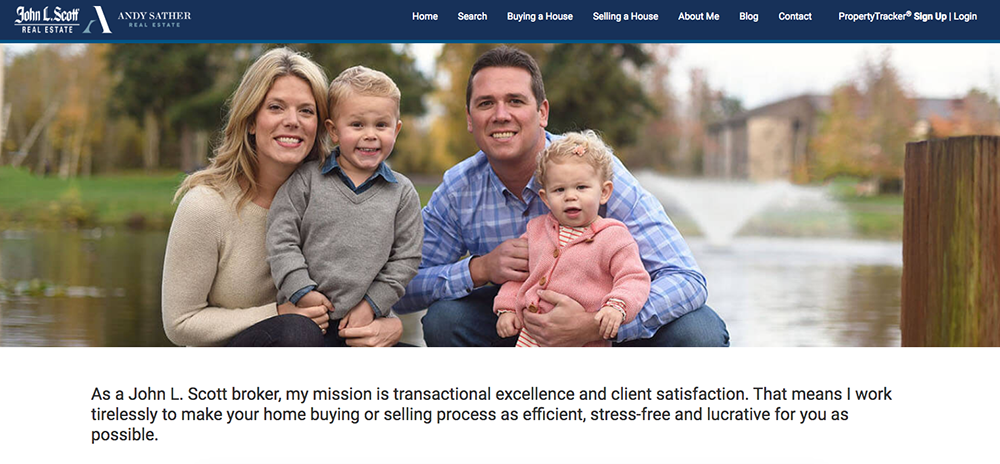 John L. Scott
REAL ESTATE
ANDY SATHER
REAL ESTATE
Home Search Buying a House Selling a House About Me Blog Contact PropertyTracker® Sign Up | Login
As a John L. Scott broker, my mission is transactional excellence and client satisfaction. That means I work
tirelessly to make your home buying or selling process as efficient, stress-free and lucrative for you as
possible.